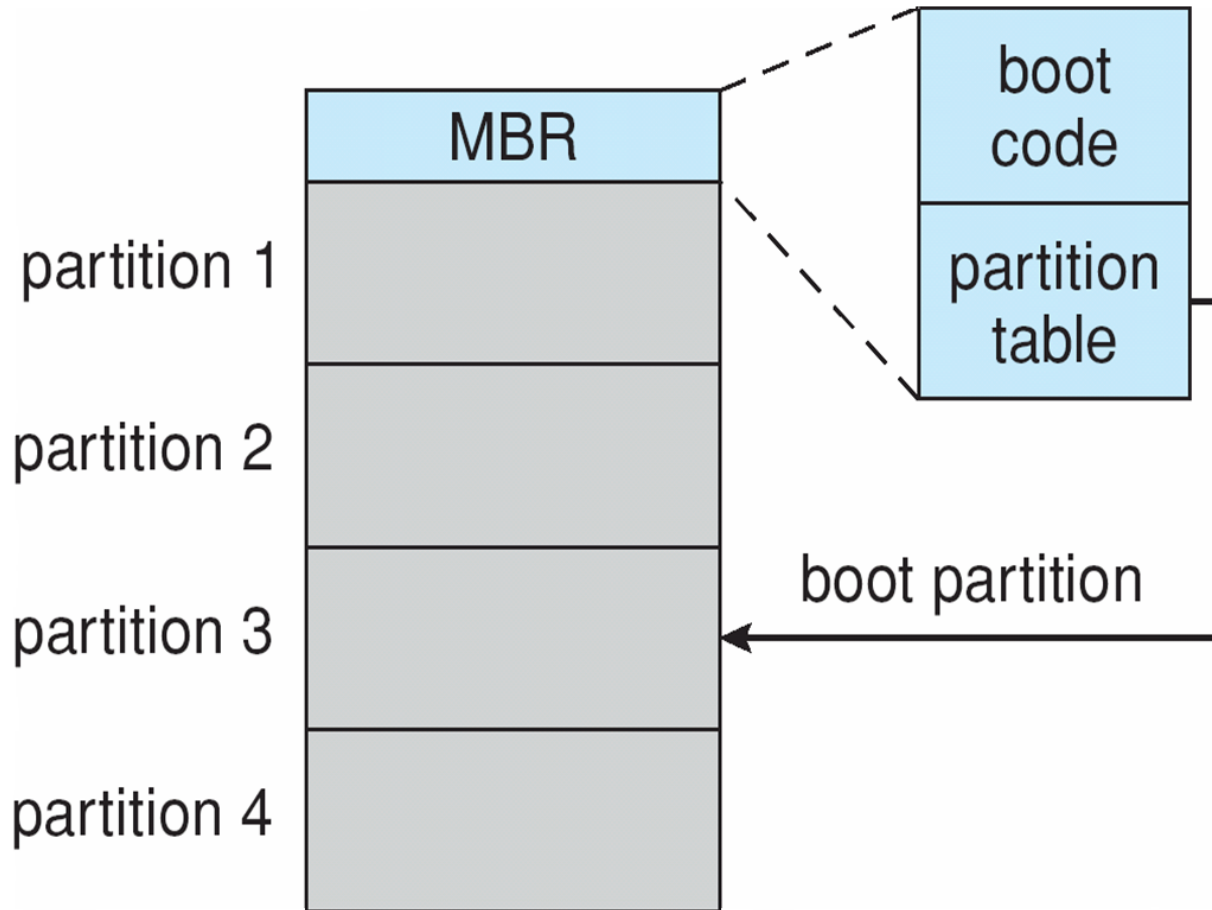 boot
code
MBR
partition 1
partition
table
partition 2
boot partition
partition 3
partition 4